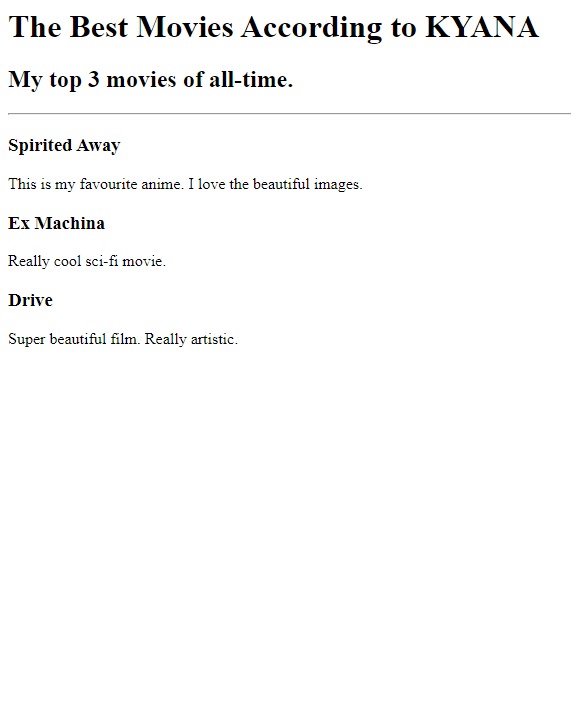 The Best Movies According to KYANA
My top 3 movies of all-time.
Spirited Away
This is my favourite anime. I love the beautiful images.
Ex Machina
Really cool sci-fi movie.
Drive
Super beautiful film. Really artistic.